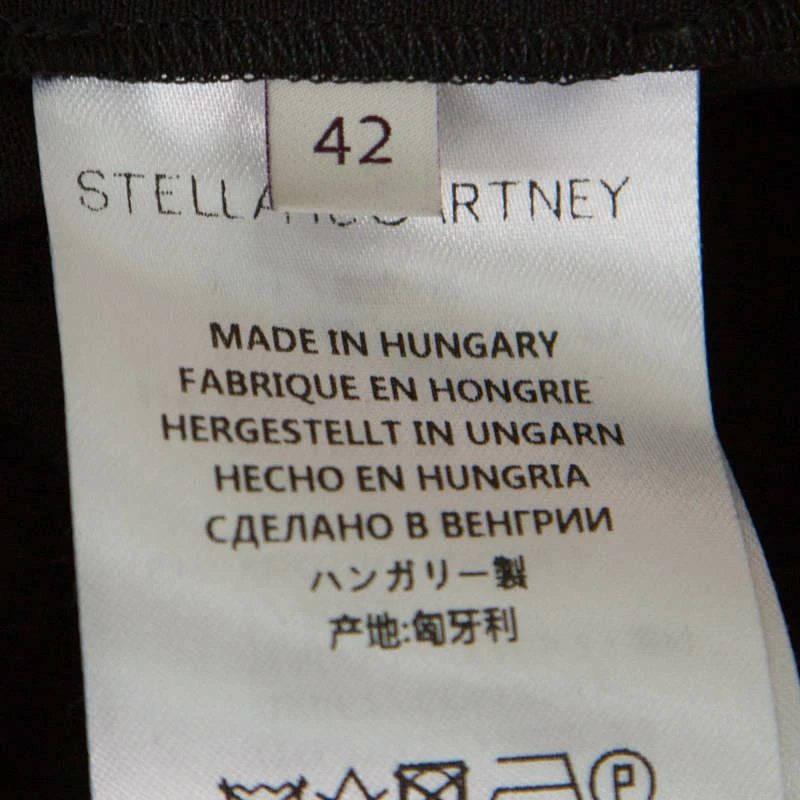 42
STELLA MCCARTNEY
MADE IN HUNGARY
FABRIQUE EN HONGRIE
HERGESTELLT IN UNGARN
HECHO EN HUNGRIA
СДЕЛАНО В ВЕНГРИИ
ハンガリー製
产地:匈牙利
P